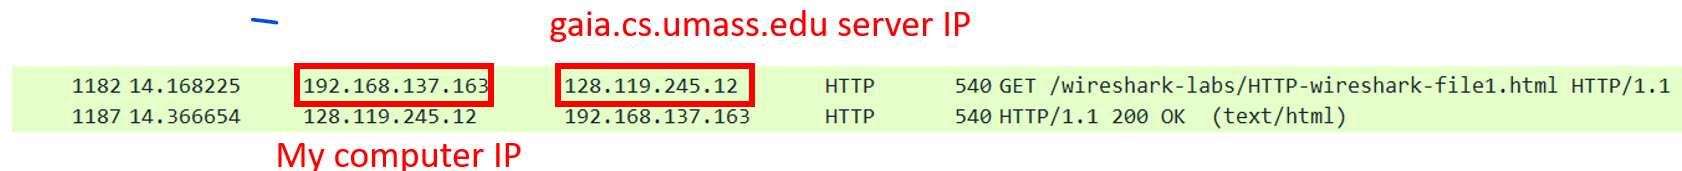 gaia.cs.umass.edu server IP
1182 14.168225 192.168.137.163 128.119.245.12 HTTP 540 GET /wireshark-labs/HTTP-wireshark-file1.html HTTP/1.1
1187 14.366654 128.119.245.12 192.168.137.163 HTTP 540 HTTP/1.1 200 OK (text/html)
My computer IP